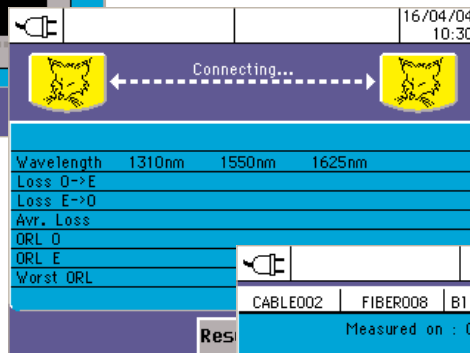 16/04/04
10:30
Connecting...
Wavelength 1310nm 1550nm 1625nm
Loss O->E
Loss E->O
Avr. Loss
ORL O
ORL E
Worst ORL
CABLE002 FIBER008 B1
Measured on :